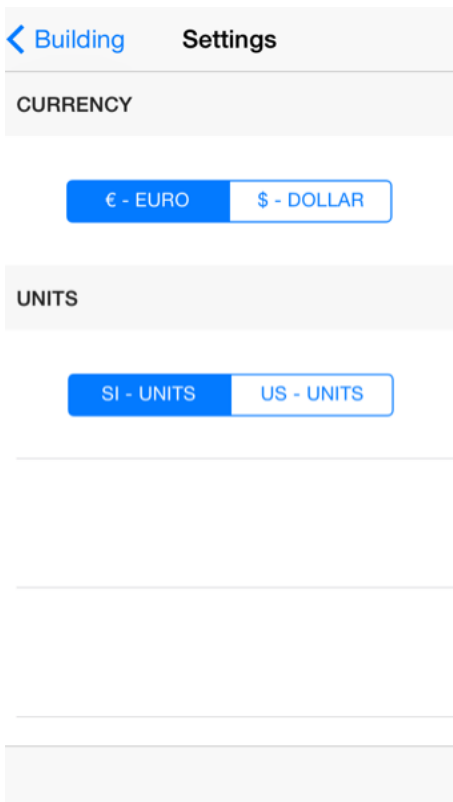 Building Settings
CURRENCY
€ - EURO $ - DOLLAR
UNITS
SI - UNITS US - UNITS